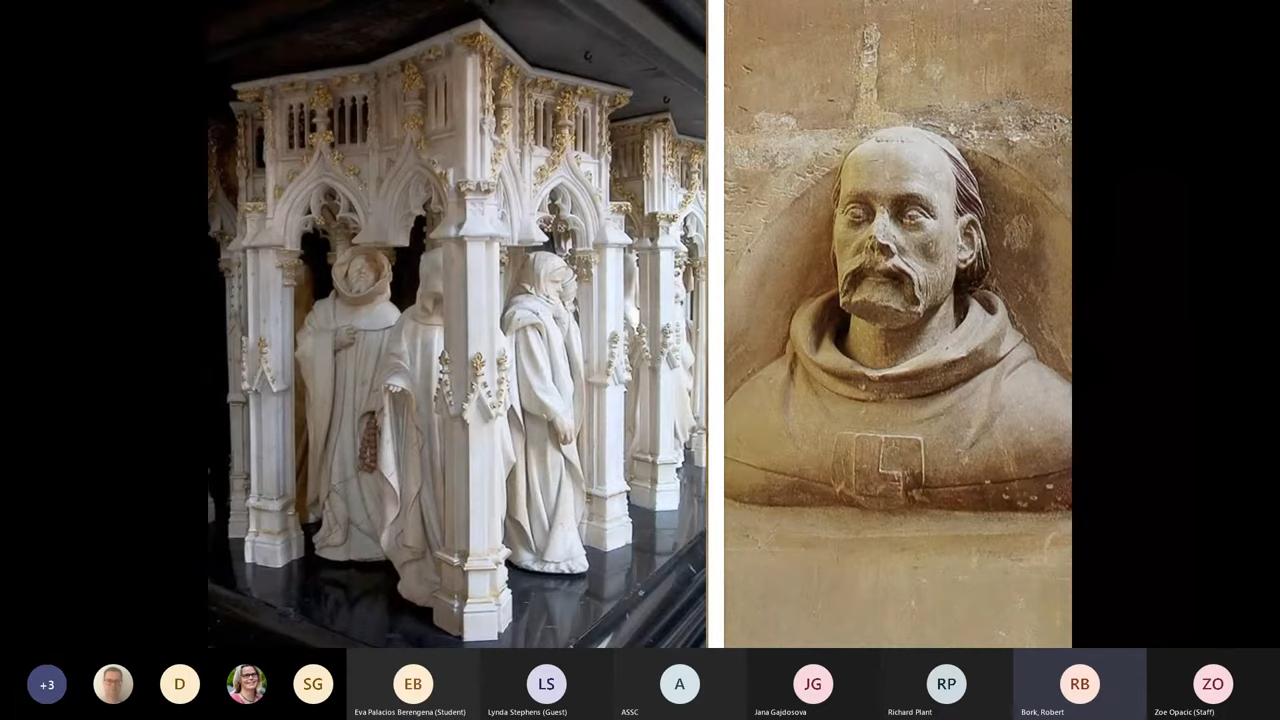 +3
D
SG
EB
LS
A
JG
RP
RB
ZO
Eva Palacios Berengena (Student)
Lynda Stephens (Guest)
ASSC
Jana Gajdosova
Richard Plant
Bork, Robert
Zoe Opacic (Staff)